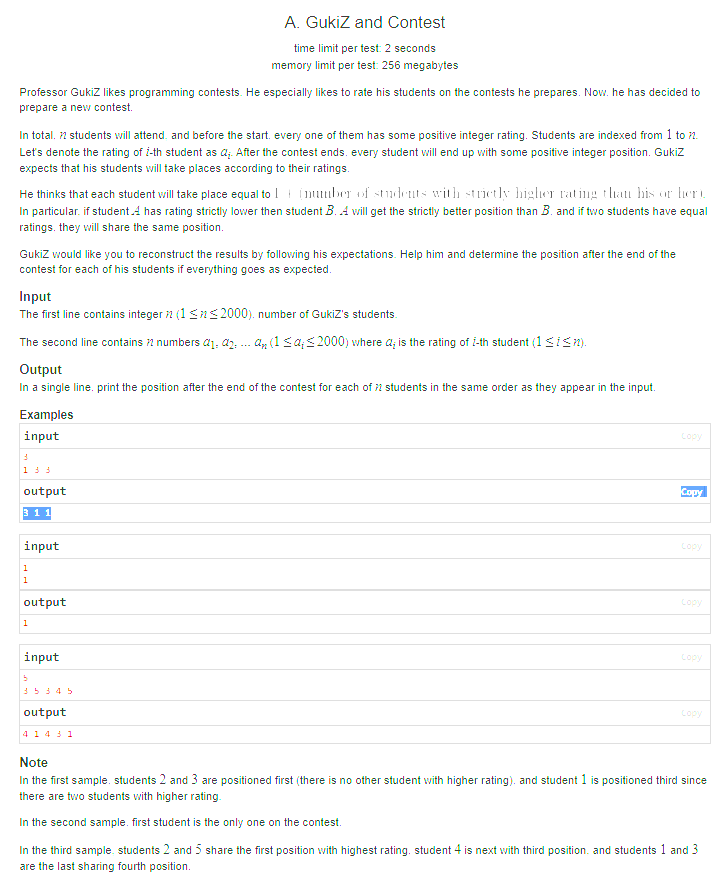 A. GukiZ and Contest
time limit per test: 2 seconds
memory limit per test: 256 megabytes
Professor GukiZ likes programming contests. He especially likes to rate his students on the contests he prepares. Now, he has decided to
prepare a new contest.
In total, n students will attend, and before the start, every one of them has some positive integer rating. Students are indexed from 1 to n.
Let's denote the rating of i-th student as aᵢ. After the contest ends, every student will end up with some positive integer position. GukiZ
expects that his students will take places according to their ratings.
He thinks that each student will take place equal to 1 + (number of students with strictly higher rating than his or her).
In particular, if student A has rating strictly lower then student B, A will get the strictly better position than B, and if two students have equal
ratings, they will share the same position.
GukiZ would like you to reconstruct the results by following his expectations. Help him and determine the position after the end of the
contest for each of his students if everything goes as expected.
Input
The first line contains integer n (1 ≤ n ≤ 2000), number of GukiZ's students.
The second line contains n numbers a₁, a₂, ... aₙ (1 ≤ aᵢ ≤ 2000) where aᵢ is the rating of i-th student (1 ≤ i ≤ n).
Output
In a single line, print the position after the end of the contest for each of n students in the same order as they appear in the input.
Examples
input Copy
3
1 3 3
output Copy
3 1 1
input Copy
1
1
output Copy
1
input Copy
5
3 5 3 4 5
output Copy
4 1 4 3 1
Note
In the first sample, students 2 and 3 are positioned first (there is no other student with higher rating), and student 1 is positioned third since
there are two students with higher rating.
In the second sample, first student is the only one on the contest.
In the third sample, students 2 and 5 share the first position with highest rating, student 4 is next with third position, and students 1 and 3
are the last sharing fourth position.